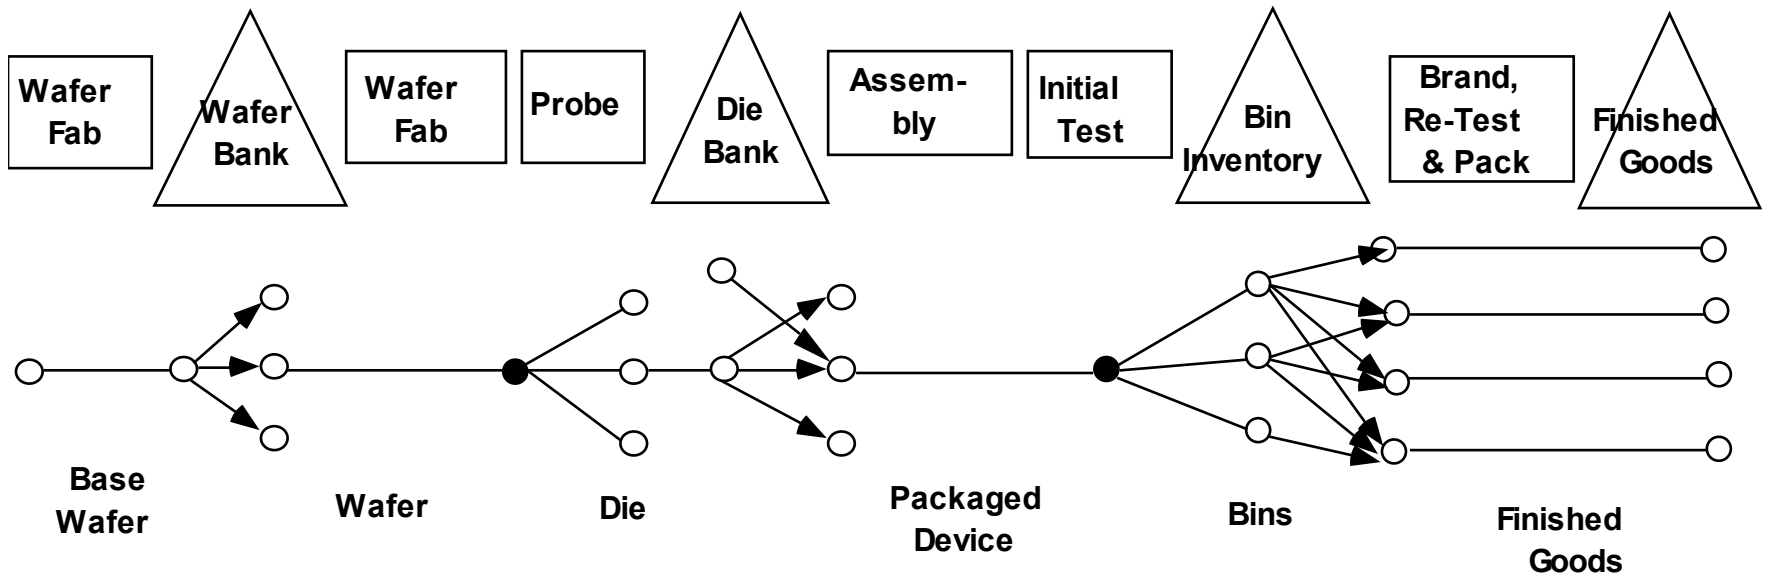 Wafer
Fab
Wafer
Bank
Wafer
Fab
Probe
Die
Bank
Assem-
bly
Initial
Test
Bin
Inventory
Brand,
Re-Test
& Pack
Finished
Goods
Base
Wafer
Wafer
Die
Packaged
Device
Bins
Finished
Goods